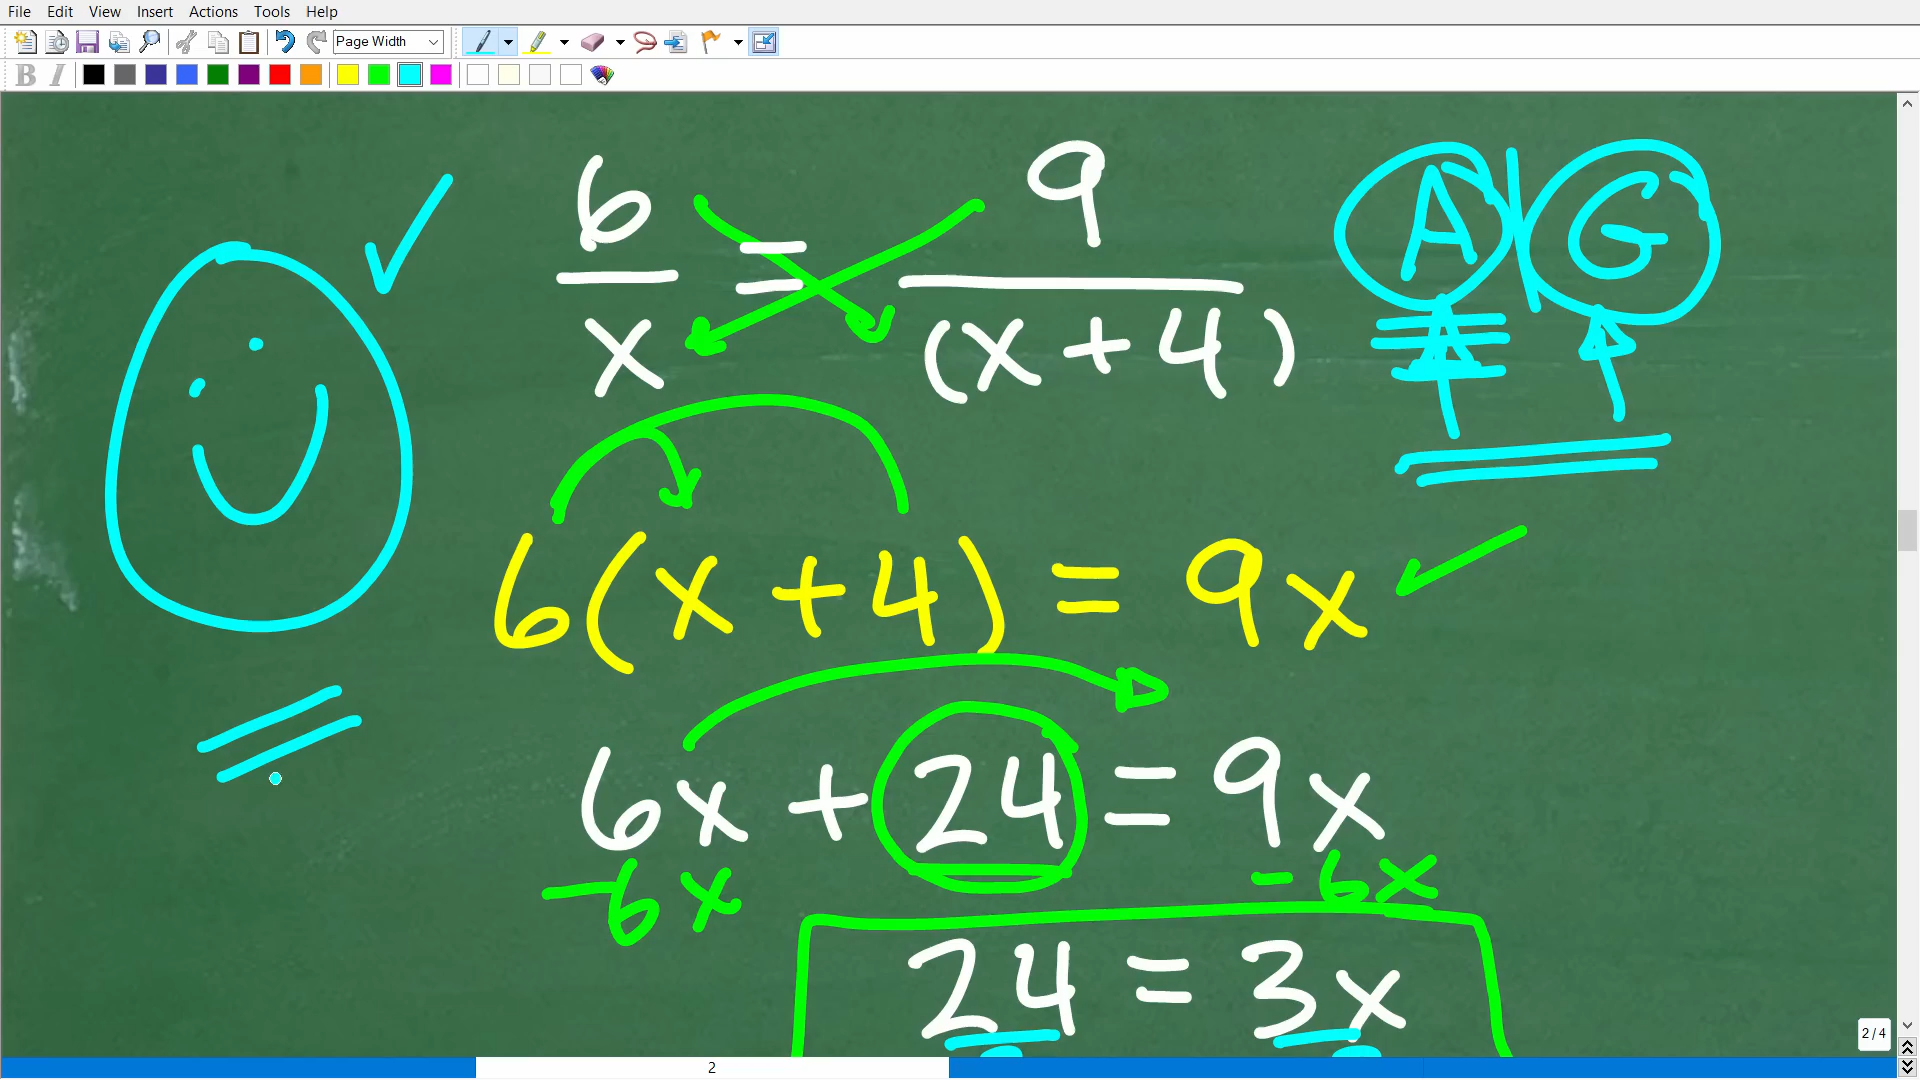 File Edit View Insert Actions Tools Help
Page Width
B I
6 = 9
x (x + 4)
A G
6(x + 4) = 9x
6x + 24 = 9x
-6x - 6x
24 = 3x
2 / 4
2